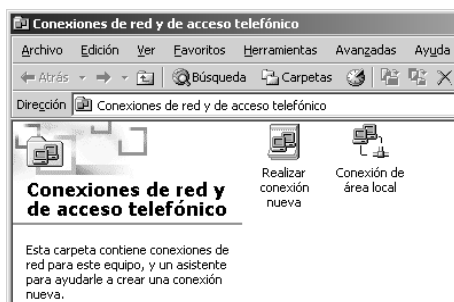 Conexiones de red y de acceso telefónico
Archivo Edición Ver Favoritos Herramientas Avanzadas Ayuda
Atrás Búsqueda Carpetas
Dirección Conexiones de red y de acceso telefónico
Conexiones de red y
de acceso telefónico
Esta carpeta contiene conexiones de
red para este equipo, y un asistente
para ayudarle a crear una conexión
nueva.
Realizar
conexión
nueva
Conexión de
área local